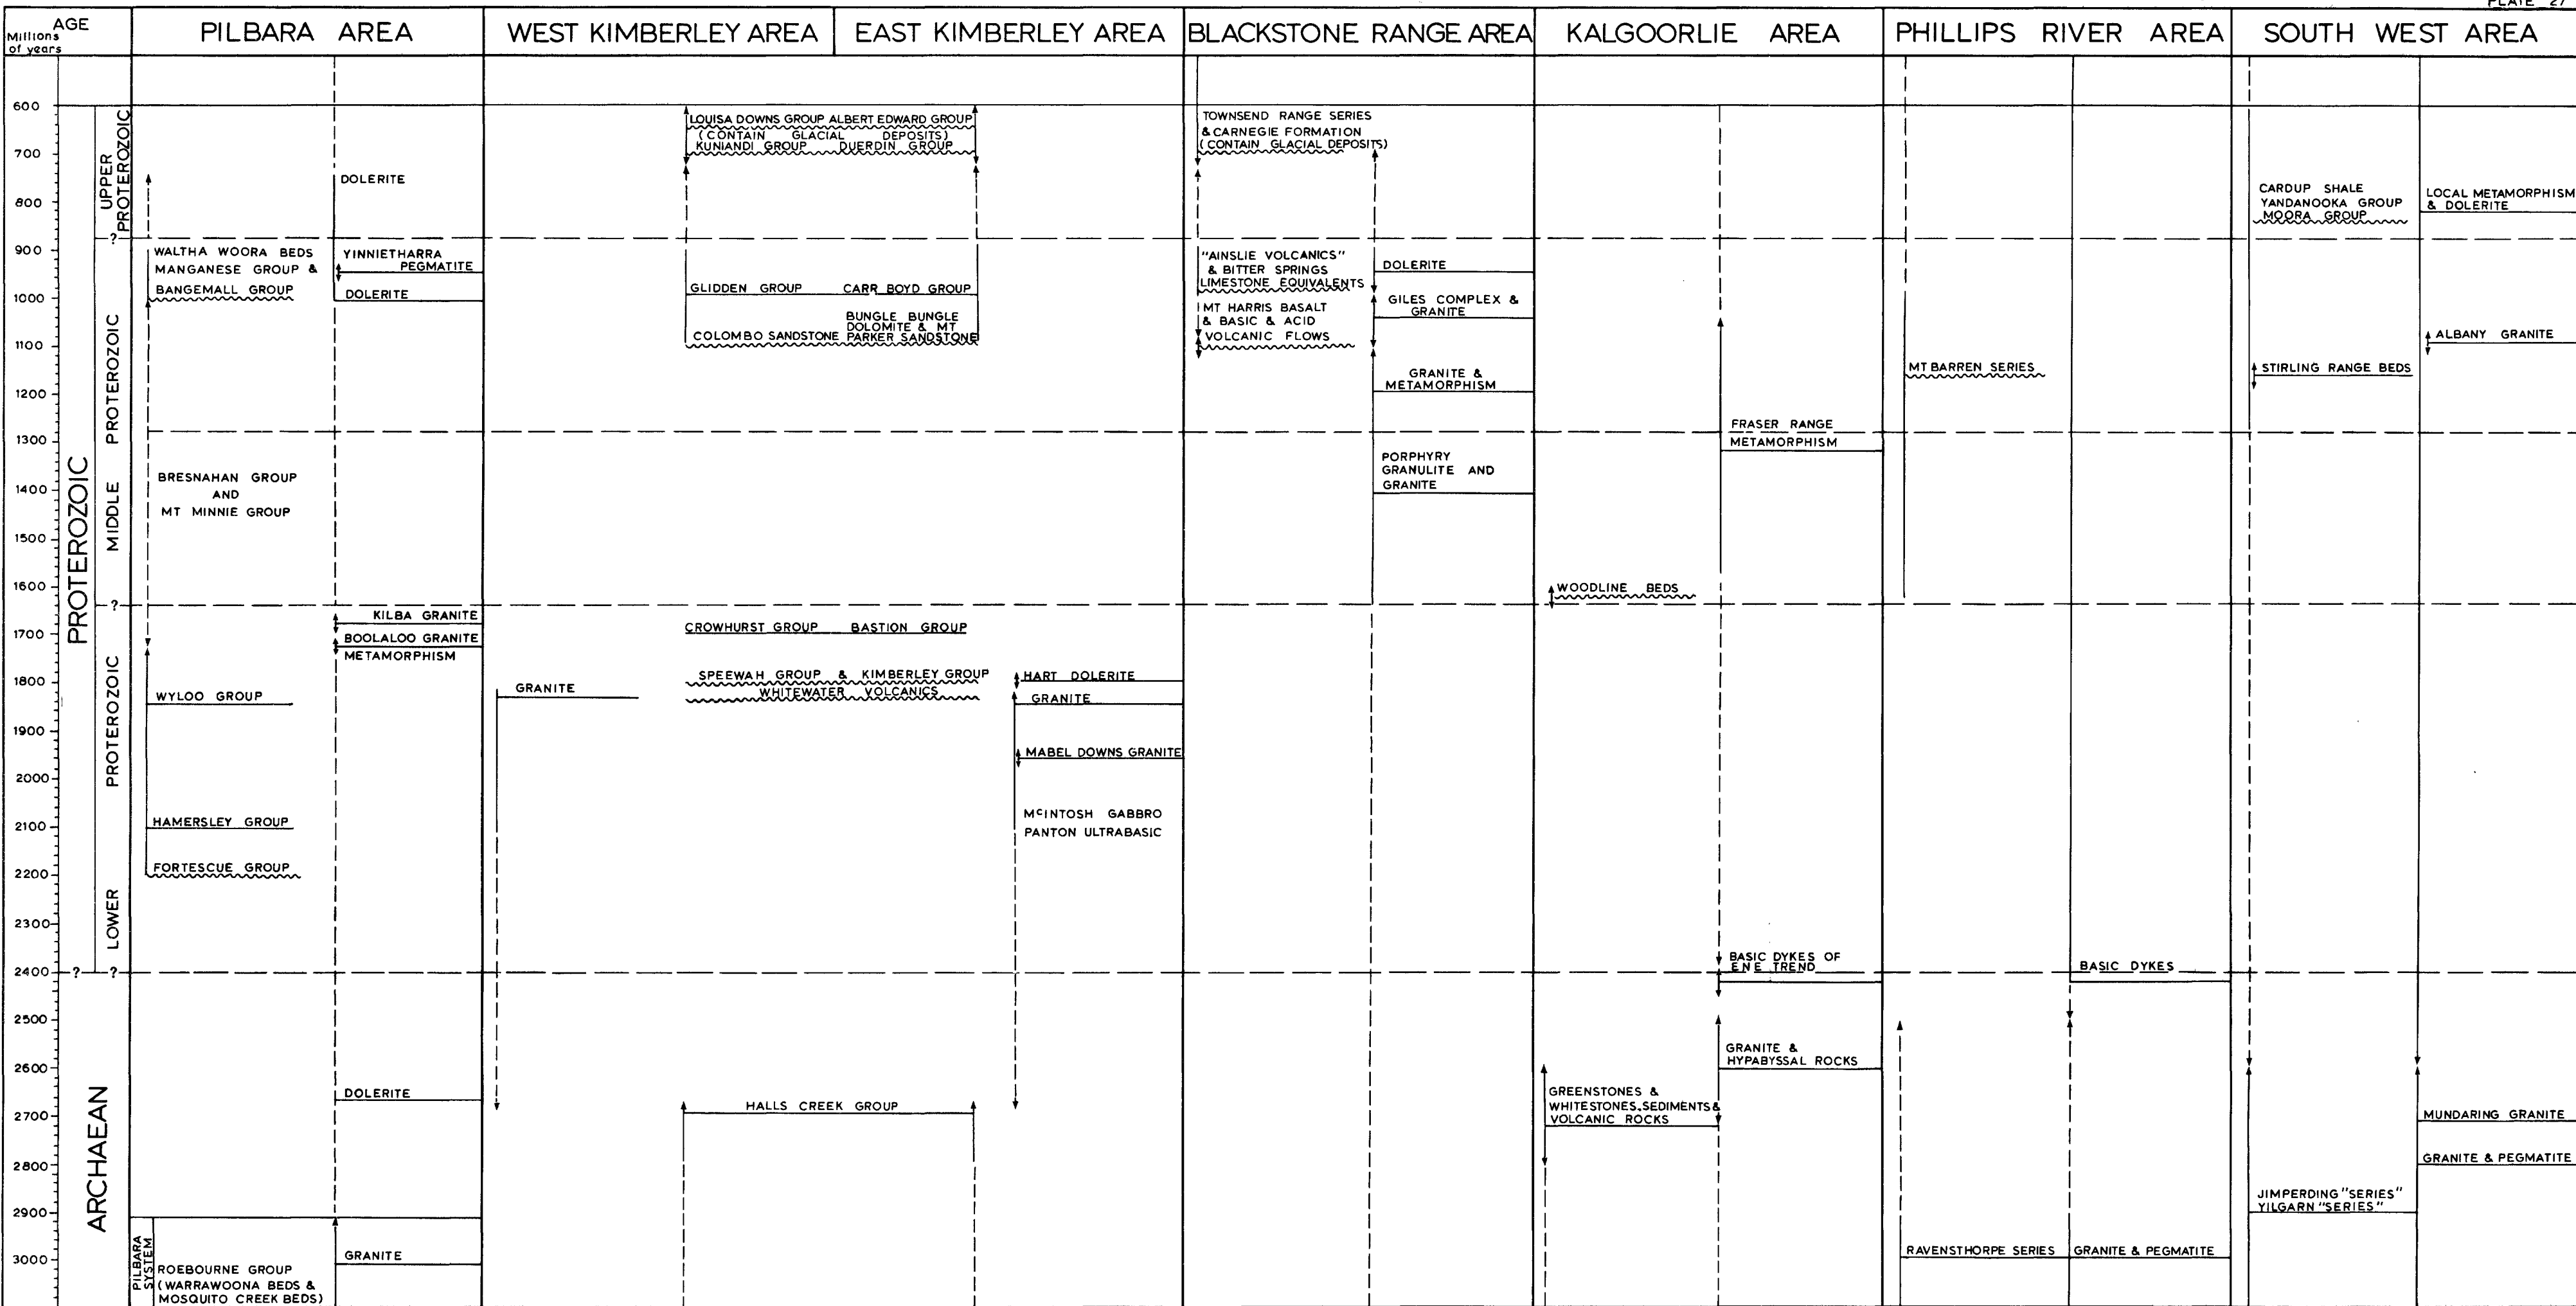 PLATE 27
AGE
Millions
of years
PILBARA AREA
WEST KIMBERLEY AREA
EAST KIMBERLEY AREA
BLACKSTONE RANGE AREA
KALGOORLIE AREA
PHILLIPS RIVER AREA
SOUTH WEST AREA
600
700
800
900
1000
1100
1200
1300
1400
1500
1600
1700
1800
1900
2000
2100
2200
2300
2400
2500
2600
2700
2800
2900
3000
PROTEROZOIC
ARCHAEAN
UPPER
PROTEROZOIC
?
MIDDLE PROTEROZOIC
?
LOWER PROTEROZOIC
? ?
WALTHA WOORA BEDS
MANGANESE GROUP &
BANGEMALL GROUP
BRESNAHAN GROUP
AND
MT MINNIE GROUP
WYLOO GROUP
HAMERSLEY GROUP
FORTESCUE GROUP
PILBARA
SYSTEM
ROEBOURNE GROUP
(WARRAWOONA BEDS &
MOSQUITO CREEK BEDS)
DOLERITE
YINNIETHARRA
PEGMATITE
DOLERITE
KILBA GRANITE
BOOLALOO GRANITE
METAMORPHISM
DOLERITE
GRANITE
GRANITE
LOUISA DOWNS GROUP ALBERT EDWARD GROUP
(CONTAIN GLACIAL DEPOSITS)
KUNIANDI GROUP DUERDIN GROUP
GLIDDEN GROUP CARR BOYD GROUP
BUNGLE BUNGLE
DOLOMITE & MT
COLOMBO SANDSTONE PARKER SANDSTONE
CROWHURST GROUP BASTION GROUP
SPEEWAH GROUP & KIMBERLEY GROUP
WHITEWATER VOLCANICS
HALLS CREEK GROUP
HART DOLERITE
GRANITE
MABEL DOWNS GRANITE
McINTOSH GABBRO
PANTON ULTRABASIC
TOWNSEND RANGE SERIES
& CARNEGIE FORMATION
(CONTAIN GLACIAL DEPOSITS)
"AINSLIE VOLCANICS"
& BITTER SPRINGS
LIMESTONE EQUIVALENTS
MT HARRIS BASALT
& BASIC & ACID
VOLCANIC FLOWS
DOLERITE
GILES COMPLEX &
GRANITE
GRANITE &
METAMORPHISM
PORPHYRY
GRANULITE AND
GRANITE
WOODLINE BEDS
GREENSTONES &
WHITESTONES, SEDIMENTS &
VOLCANIC ROCKS
FRASER RANGE
METAMORPHISM
BASIC DYKES OF
ENE TREND
GRANITE &
HYPABYSSAL ROCKS
MT BARREN SERIES
RAVENSTHORPE SERIES
BASIC DYKES
GRANITE & PEGMATITE
CARDUP SHALE
YANDANOOKA GROUP
MOORA GROUP
STIRLING RANGE BEDS
JIMPERDING "SERIES"
YILGARN "SERIES"
LOCAL METAMORPHISM
& DOLERITE
ALBANY GRANITE
MUNDARING GRANITE
GRANITE & PEGMATITE